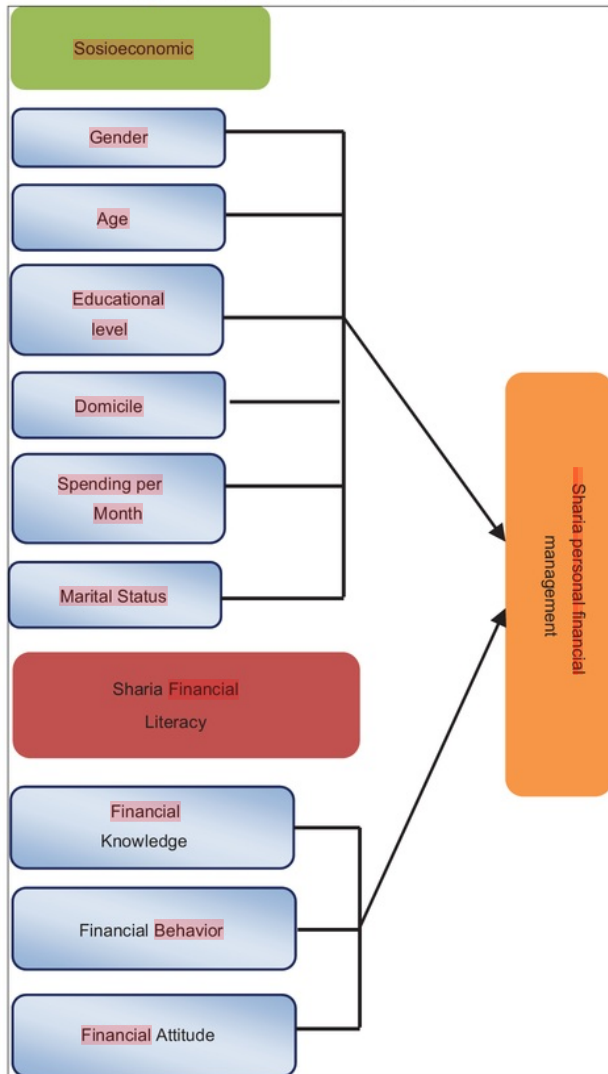 Sosioeconomic
Gender
Age
Educational
level
Domicile
Spending per
Month
Marital Status
Sharia Financial
Literacy
Financial
Knowledge
Financial Behavior
Financial Attitude
Sharia personal financial
management